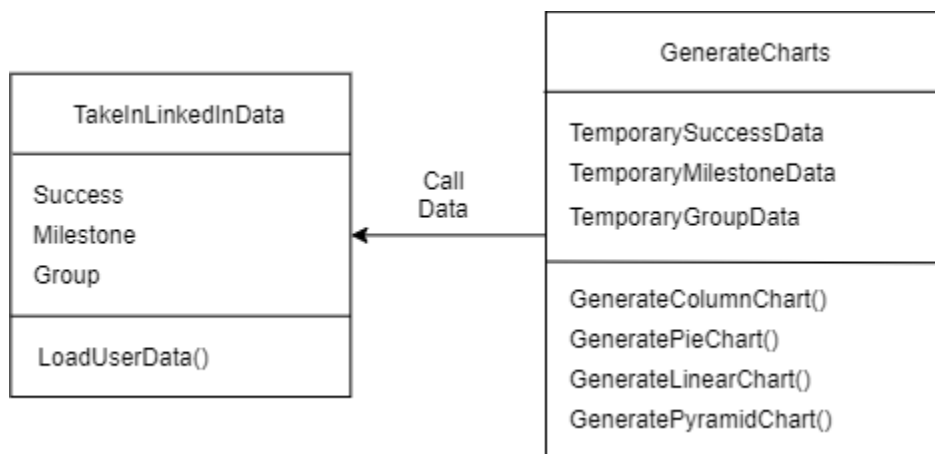 TakeInLinkedInData
Success
Milestone
Group
LoadUserData()
Call
Data
GenerateCharts
TemporarySuccessData
TemporaryMilestoneData
TemporaryGroupData
GenerateColumnChart()
GeneratePieChart()
GenerateLinearChart()
GeneratePyramidChart()